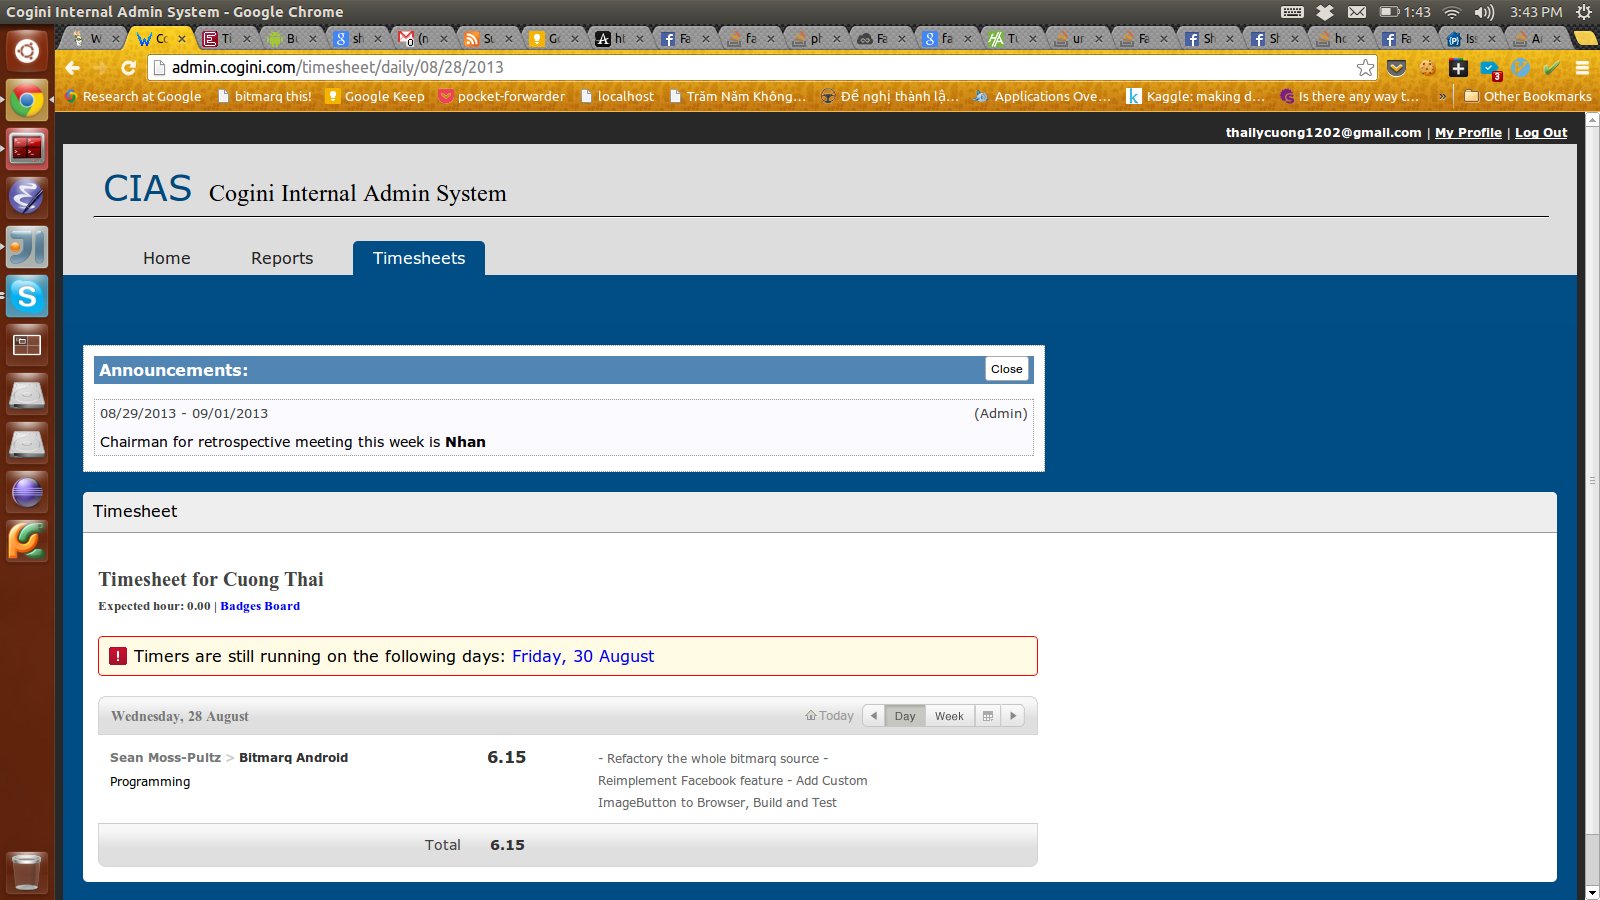 Cogini Internal Admin System - Google Chrome
1:43
3:43 PM
admin.cogini.com/timesheet/daily/08/28/2013
Research at Google
bitmarq this!
Google Keep
pocket-forwarder
localhost
Trăm Năm Không...
Đề nghị thành lậ...
Applications Ove...
Kaggle: making d...
Is there any way t...
»
Other Bookmarks
thailycuong1202@gmail.com | My Profile | Log Out
CIAS Cogini Internal Admin System
Home
Reports
Timesheets
Announcements:
Close
08/29/2013 - 09/01/2013
(Admin)
Chairman for retrospective meeting this week is Nhan
Timesheet
Timesheet for Cuong Thai
Expected hour: 0.00 | Badges Board
! Timers are still running on the following days: Friday, 30 August
Wednesday, 28 August
Today
Day
Week
Sean Moss-Pultz > Bitmarq Android
Programming
6.15
- Refactory the whole bitmarq source -
Reimplement Facebook feature - Add Custom
ImageButton to Browser, Build and Test
Total 6.15